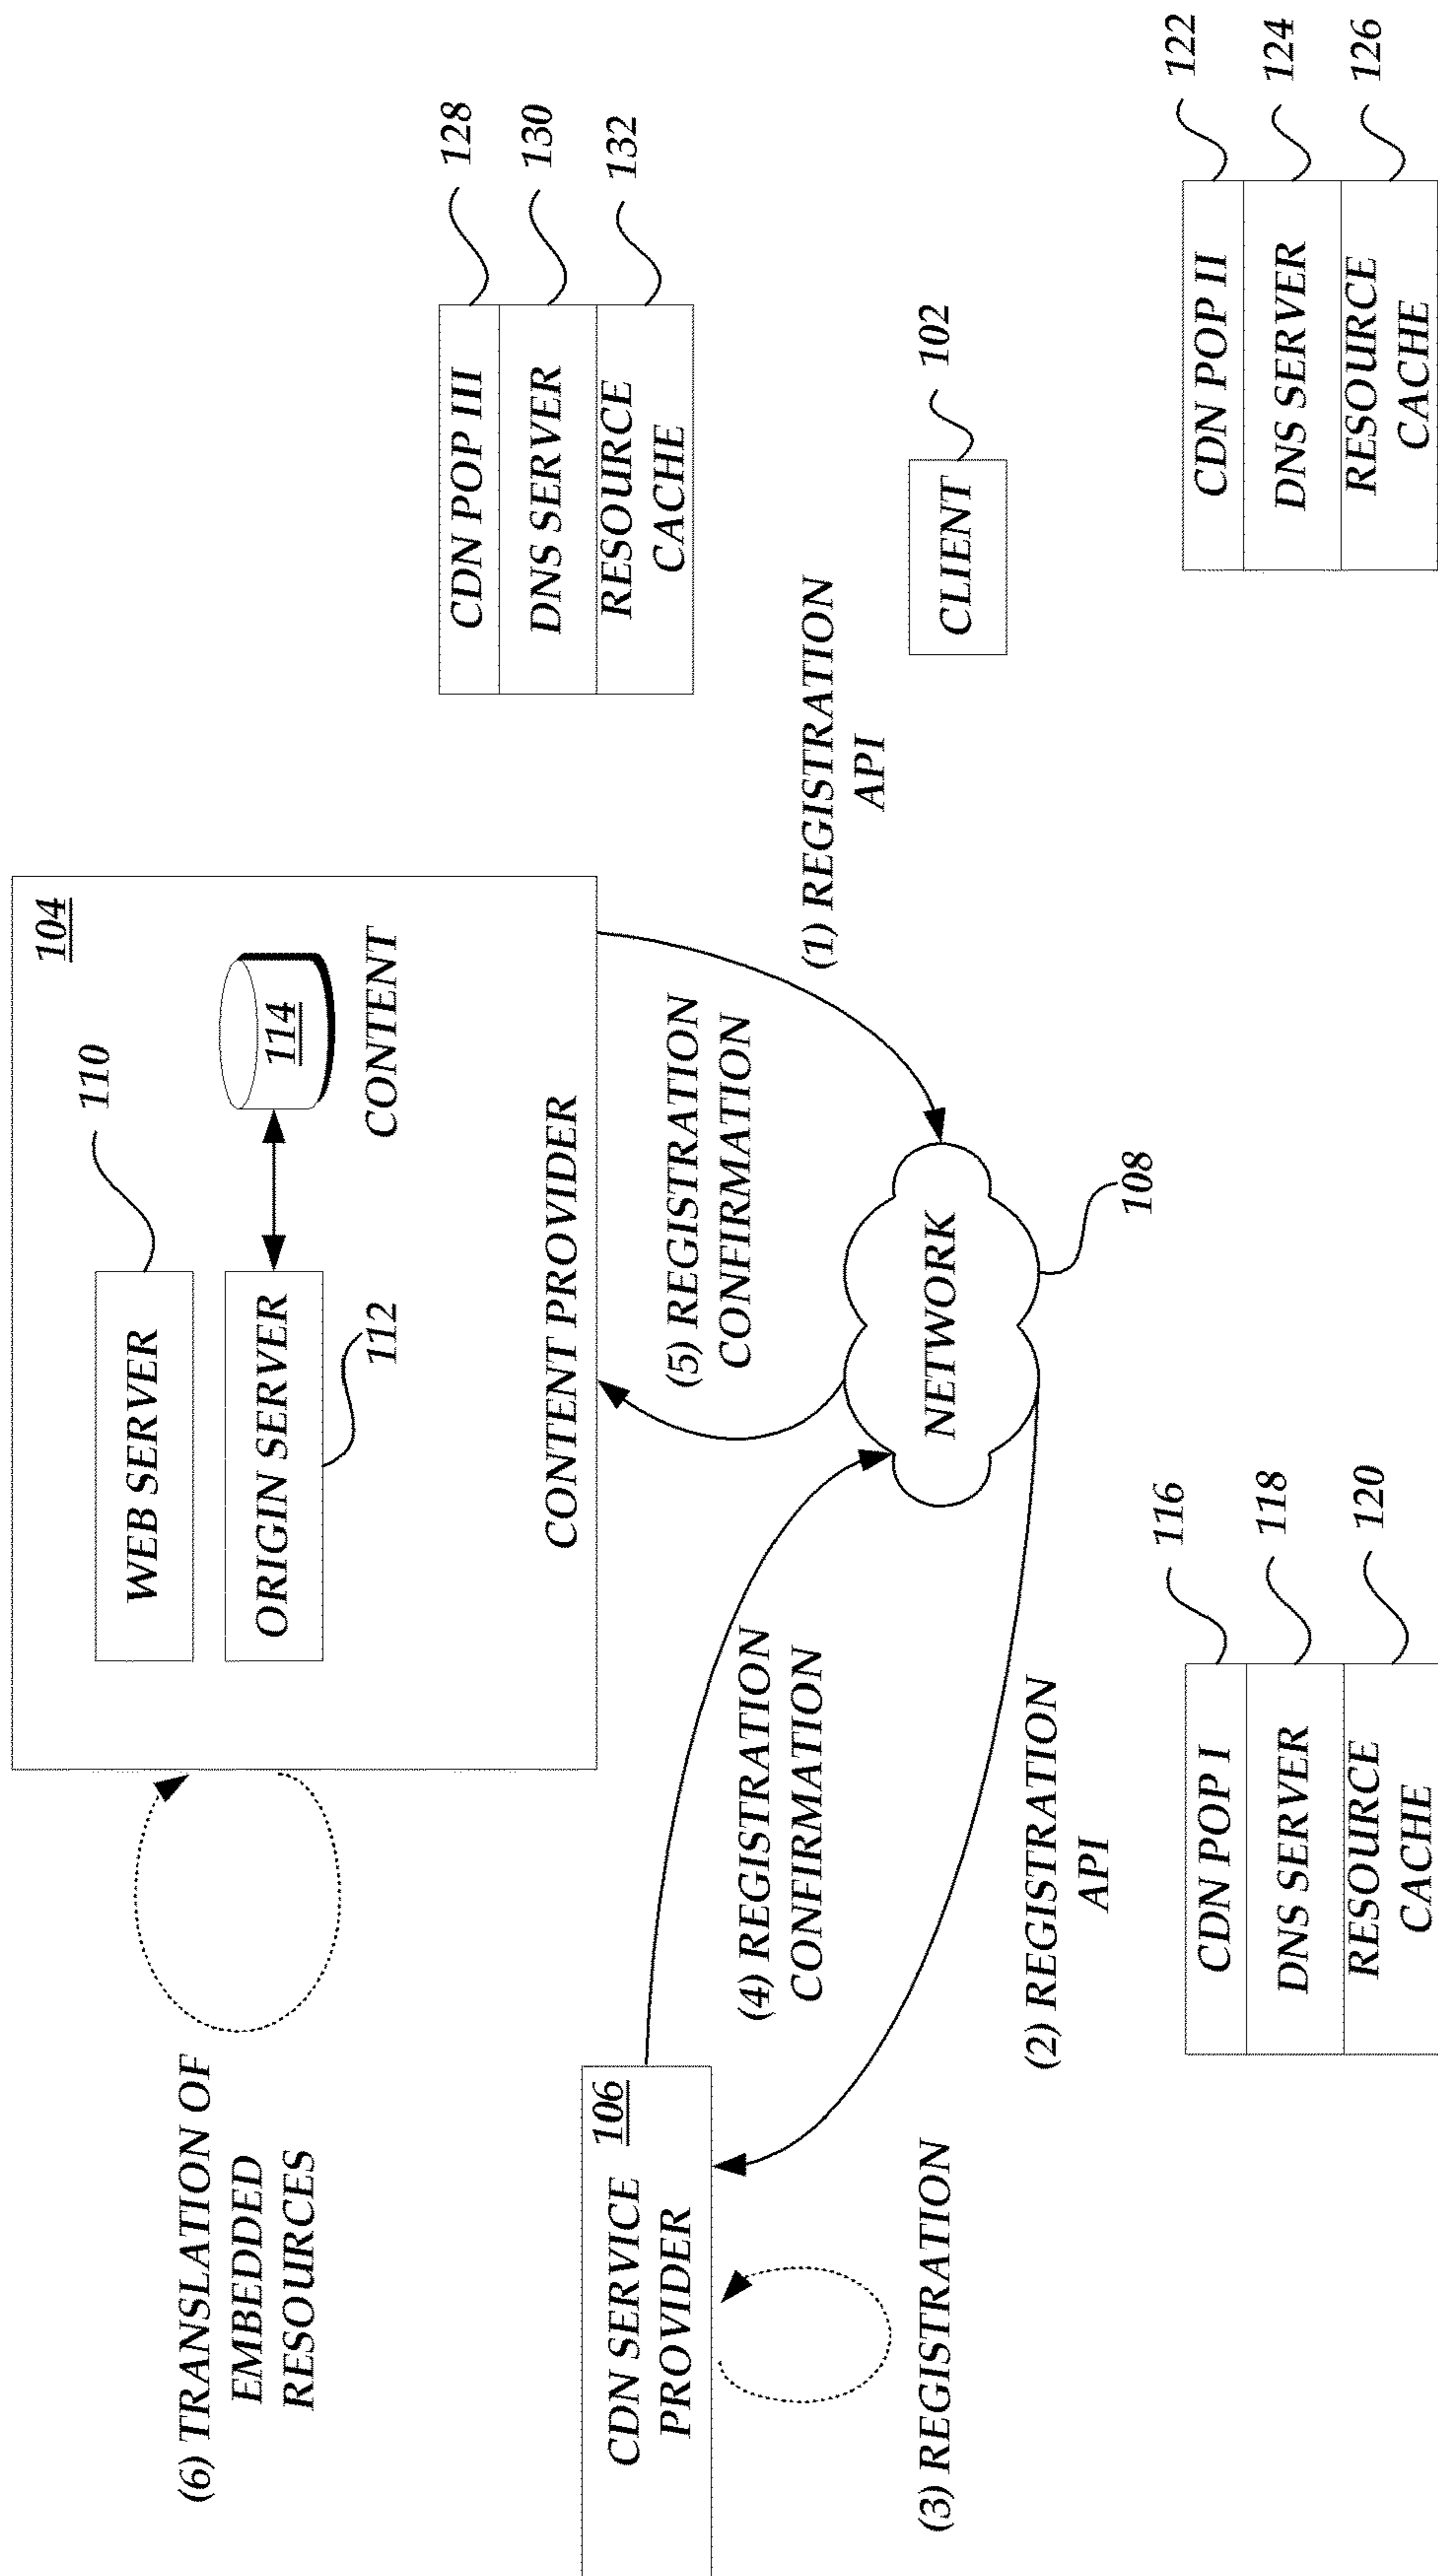 (6) TRANSLATION OF
EMBEDDED
RESOURCES
104
WEB SERVER
110
ORIGIN SERVER
112
114
CONTENT
CONTENT PROVIDER
CDN SERVICE
PROVIDER
106
(3) REGISTRATION
(4) REGISTRATION
CONFIRMATION
(2) REGISTRATION
API
(5) REGISTRATION
CONFIRMATION
(1) REGISTRATION
API
NETWORK
108
CDN POP III
128
DNS SERVER
130
RESOURCE
CACHE
132
CLIENT
102
CDN POP I
116
DNS SERVER
118
RESOURCE
CACHE
120
CDN POP II
122
DNS SERVER
124
RESOURCE
CACHE
126